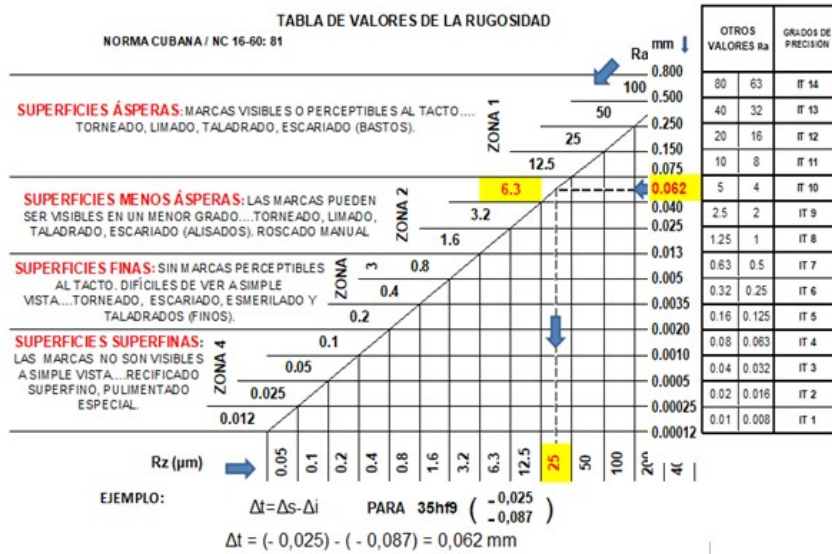 TABLA DE VALORES DE LA RUGOSIDAD
NORMA CUBANA / NC 16-60: 81
Ra
mm
OTROS VALORES Ra
GRADOS DE PRECISIÓN
0.800
0.500
0.250
0.150
0.075
0.062
0.040
0.025
0.013
0.005
0.0035
0.0020
0.0010
0.0005
0.00025
0.00012
100
50
25
12.5
6.3
3.2
1.6
0.8
0.4
0.2
0.1
0.05
0.025
0.012
SUPERFICIES ÁSPERAS: MARCAS VISIBLES O PERCEPTIBLES AL TACTO....
TORNEADO, LIMADO, TALADRADO, ESCARIADO (BASTOS).
ZONA 1
SUPERFICIES MENOS ÁSPERAS: LAS MARCAS PUEDEN
SER VISIBLES EN UN MENOR GRADO....TORNEADO, LIMADO,
TALADRADO, ESCARIADO (ALISADOS). ROSCADO MANUAL
ZONA 2
SUPERFICIES FINAS: SIN MARCAS PERCEPTIBLES
AL TACTO. DIFÍCILES DE VER A SIMPLE
VISTA....TORNEADO, ESCARIADO, ESMERILADO Y
TALADRADOS (FINOS).
ZONA 3
SUPERFICIES SUPERFINAS:
LAS MARCAS NO SON VISIBLES
A SIMPLE VISTA....RECIFICADO
SUPERFINO, PULIMENTADO
ESPECIAL.
ZONA 4
80 63 IT 14
40 32 IT 13
20 16 IT 12
10 8 IT 11
5 4 IT 10
2.5 2 IT 9
1.25 1 IT 8
0.63 0.5 IT 7
0.32 0.25 IT 6
0.16 0.125 IT 5
0.08 0.063 IT 4
0.04 0.032 IT 3
0.02 0.016 IT 2
0.01 0.008 IT 1
Rz (µm)
0.05 0.1 0.2 0.4 0.8 1.6 3.2 6.3 12.5 25 50 100
EJEMPLO:
Δt=Δs-Δi PARA 35hf9 ( -0,025 -0,087 )
Δt = (- 0,025) - ( - 0,087) = 0,062 mm